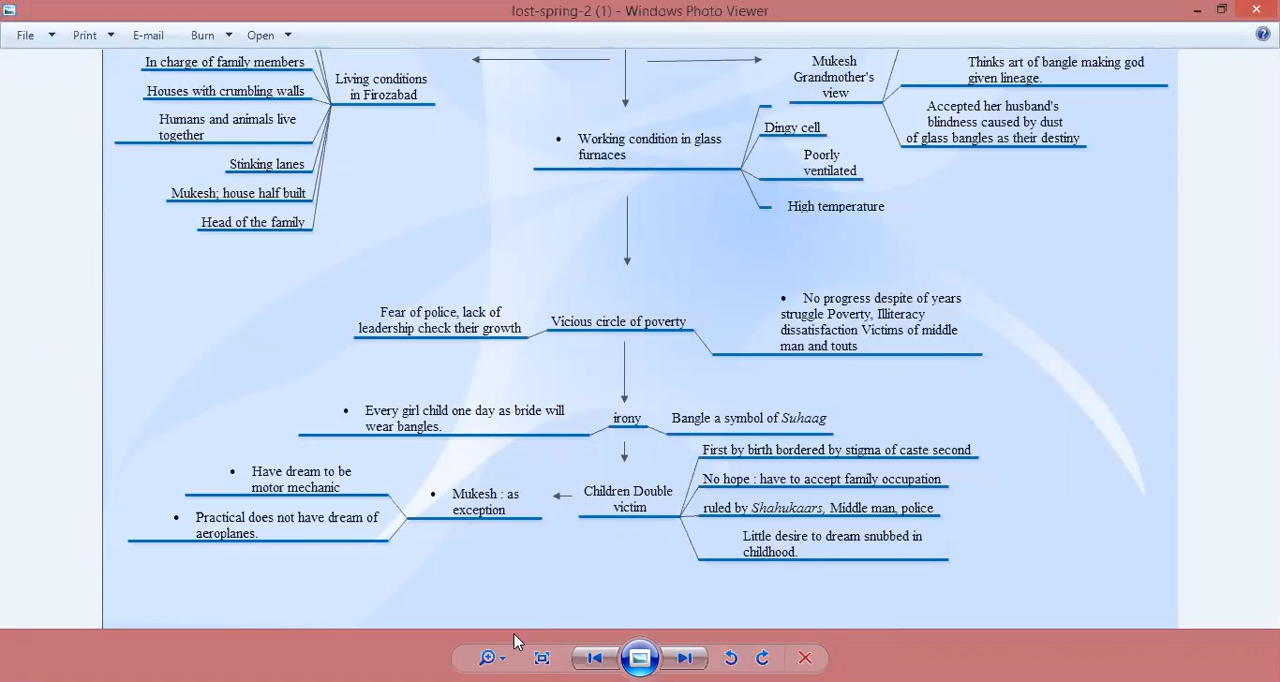 lost-spring-2 (1) - Windows Photo Viewer
File
Print
E-mail
Burn
Open
In charge of family members
Houses with crumbling walls
Humans and animals live
together
Stinking lanes
Mukesh; house half built
Head of the family
Living conditions
in Firozabad
• Working condition in glass
furnaces
Dingy cell
Poorly
ventilated
High temperature
Mukesh
Grandmother's
view
Thinks art of bangle making god
given lineage.
Accepted her husband's
blindness caused by dust
of glass bangles as their destiny
Fear of police, lack of
leadership check their growth
Vicious circle of poverty
• No progress despite of years
struggle Poverty, Illiteracy
dissatisfaction Victims of middle
man and touts
• Every girl child one day as bride will
wear bangles.
irony
Bangle a symbol of Suhaag
• Have dream to be
motor mechanic
• Practical does not have dream of
aeroplanes.
• Mukesh : as
exception
Children Double
victim
First by birth bordered by stigma of caste second
No hope : have to accept family occupation
ruled by Shahukaars, Middle man, police
Little desire to dream snubbed in
childhood.